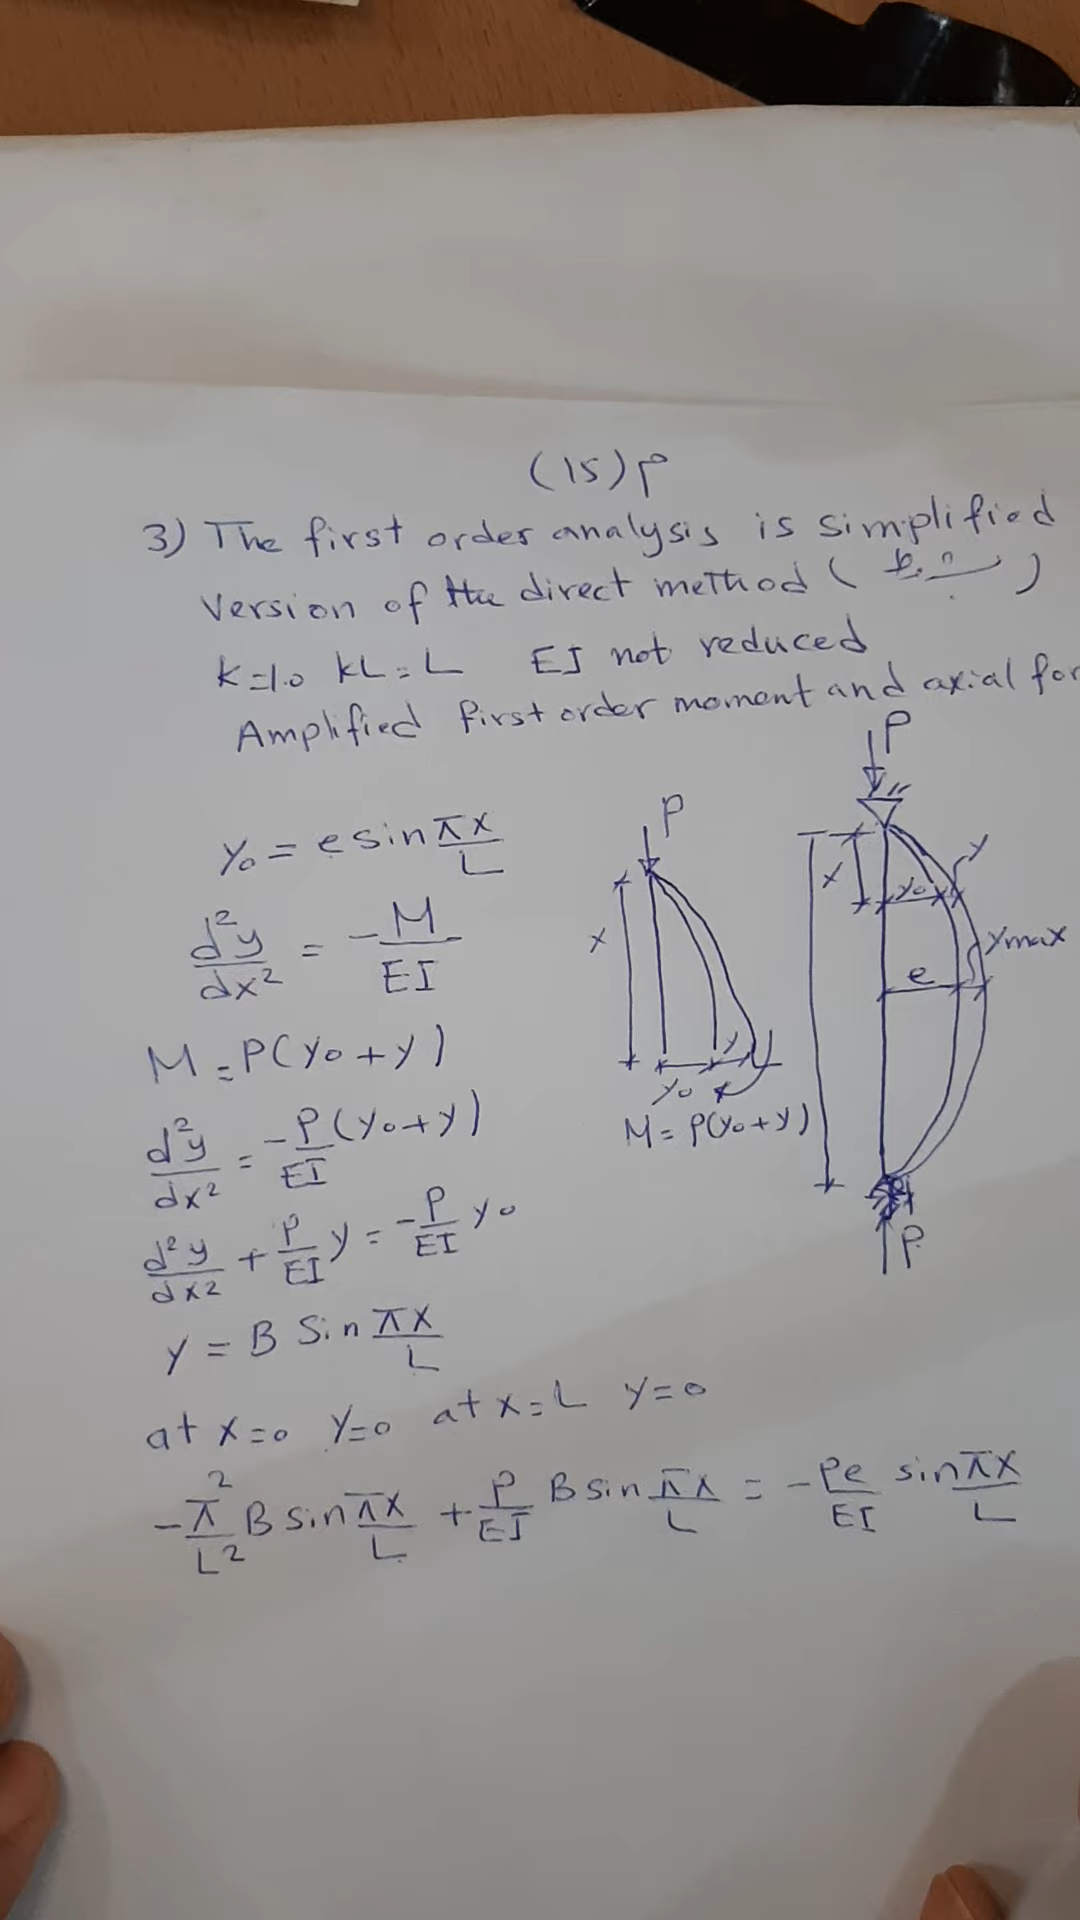 (15)P
3) The first order analysis is simplified
version of the direct method ( )
K=1.0 KL=L EI not reduced
Amplified first order moment and axial for
y₀ = e sin πx/L
d²y/dx² = -M/EI
M=P(y₀+y)
d²y/dx² = -P/EI (y₀+y)
d²y/dx² + P/EI y = -P/EI y₀
y = B Sin πx/L
at x=0 y=0 at x=L y=0
-π²/L² B sin πx/L + P/EI B sin πx/L = -Pe/EI sin πx/L
P
x
y₀
y
M=P(y₀+y)
P
x
y₀
y
ymax
e
P